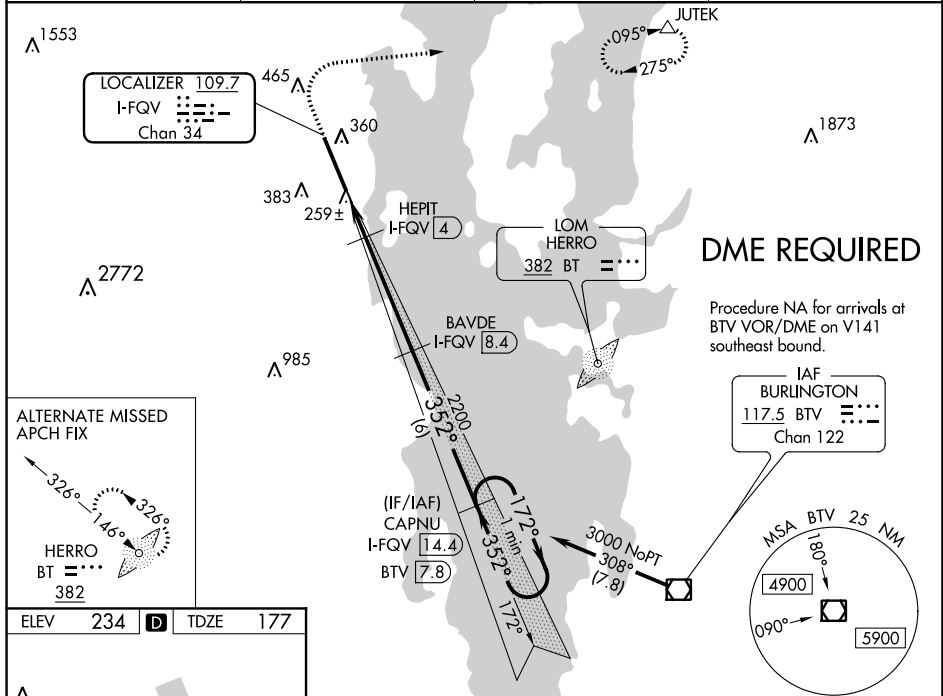 1553
JUTEK
095°
275°
465
LOCALIZER 109.7
I-FQV
Chan 34
360
1873
383
259 ±
HEPIT
I-FQV 4
LOM
HERRO
382 BT
DME REQUIRED
2772
Procedure NA for arrivals at
BTV VOR/DME on V141
southeast bound.
BAVDE
I-FQV 8.4
985
IAF
BURLINGTON
117.5 BTV
Chan 122
2200
352°
(6)
ALTERNATE MISSED
APCH FIX
326°
326°
146°
HERRO
BT
382
(IF/IAF)
CAPNU
I-FQV 14.4
BTV 7.8
172°
1 min
352°
172°
3000 NoPT
308°
(7.8)
MSA BTV 25 NM
180°
4900
090°
5900
ELEV 234 D TDZE 177